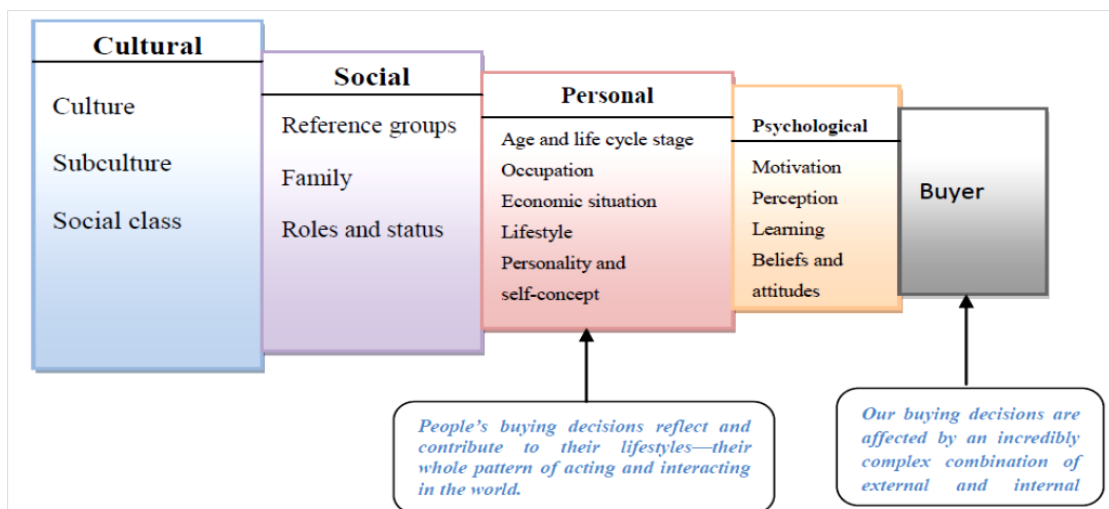 Cultural
Culture
Subculture
Social class
Social
Reference groups
Family
Roles and status
Personal
Age and life cycle stage
Occupation
Economic situation
Lifestyle
Personality and
self-concept
Psychological
Motivation
Perception
Learning
Beliefs and
attitudes
Buyer
People's buying decisions reflect and
contribute to their lifestyles—their
whole pattern of acting and interacting
in the world.
Our buying decisions are
affected by an incredibly
complex combination of
external and internal